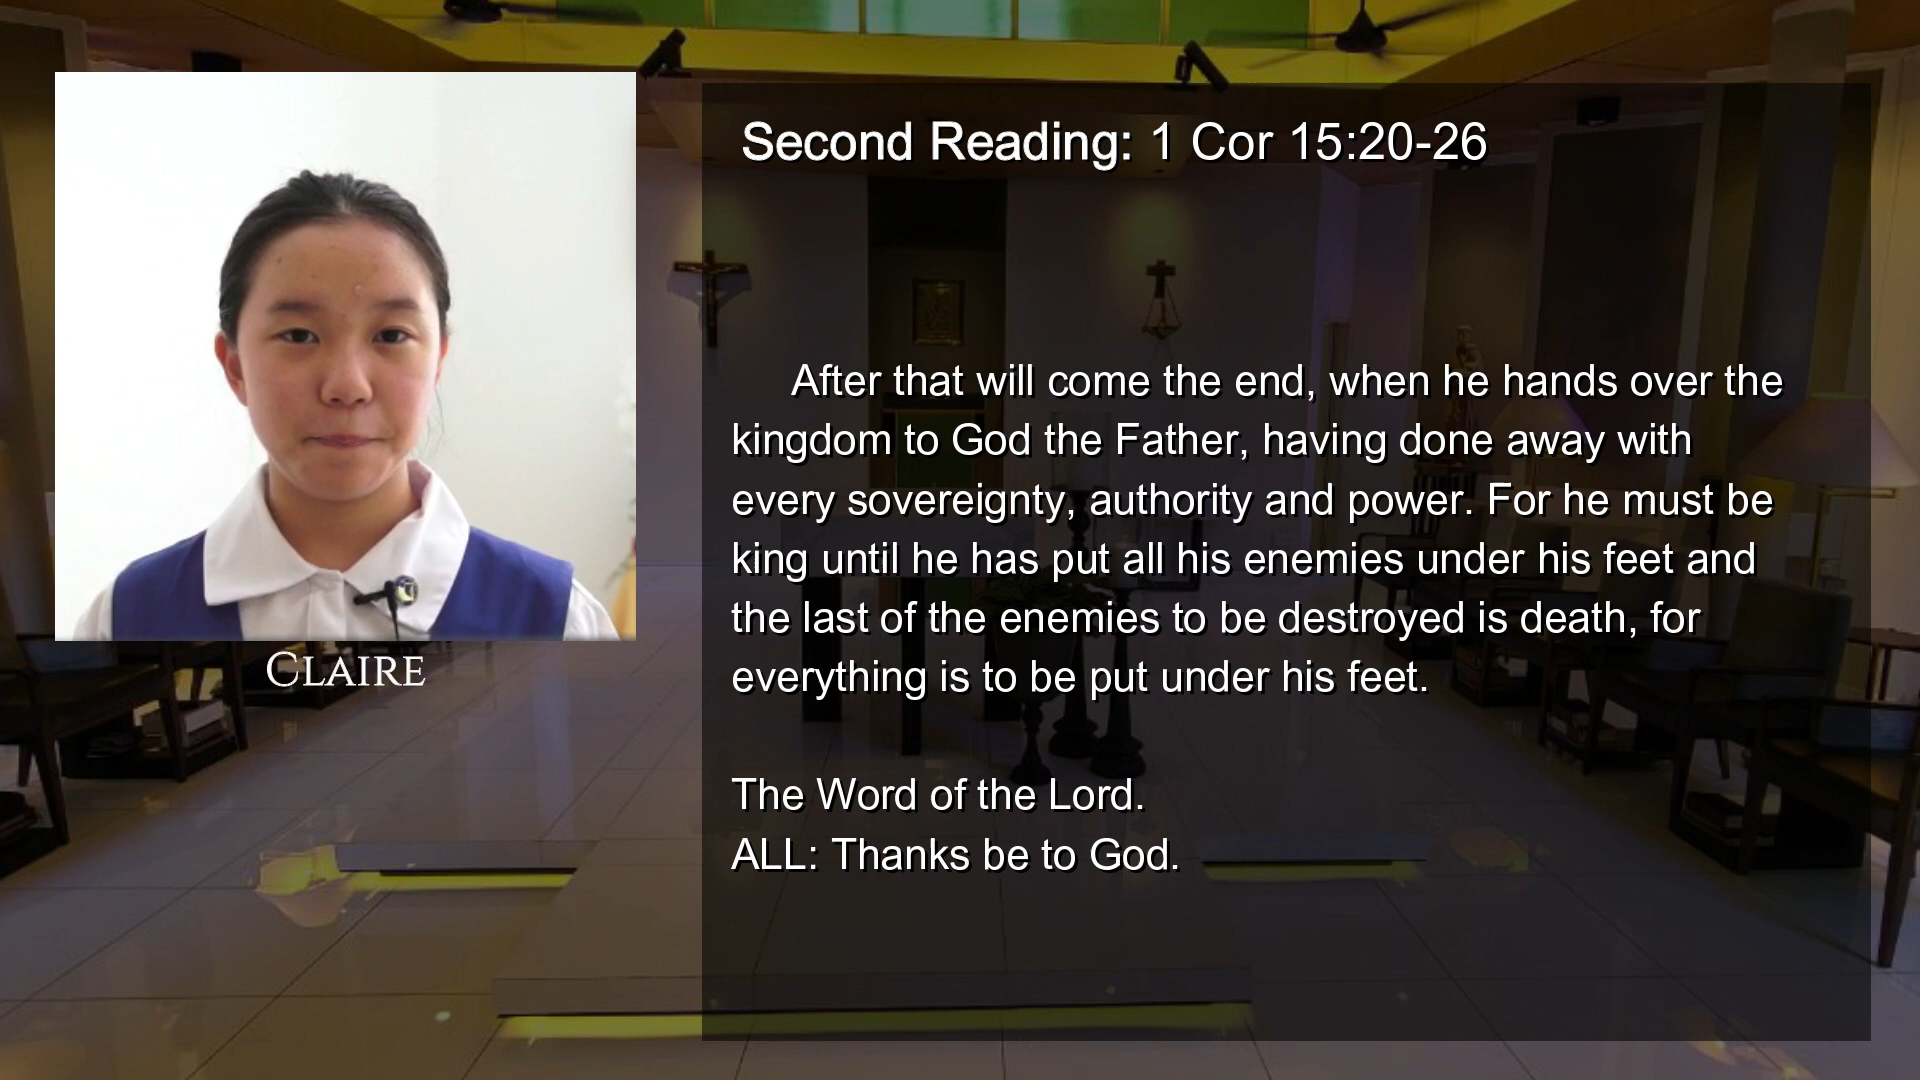 Second Reading: 1 Cor 15:20-26
After that will come the end, when he hands over the
kingdom to God the Father, having done away with
every sovereignty, authority and power. For he must be
king until he has put all his enemies under his feet and
the last of the enemies to be destroyed is death, for
everything is to be put under his feet.
The Word of the Lord.
ALL: Thanks be to God.
CLAIRE